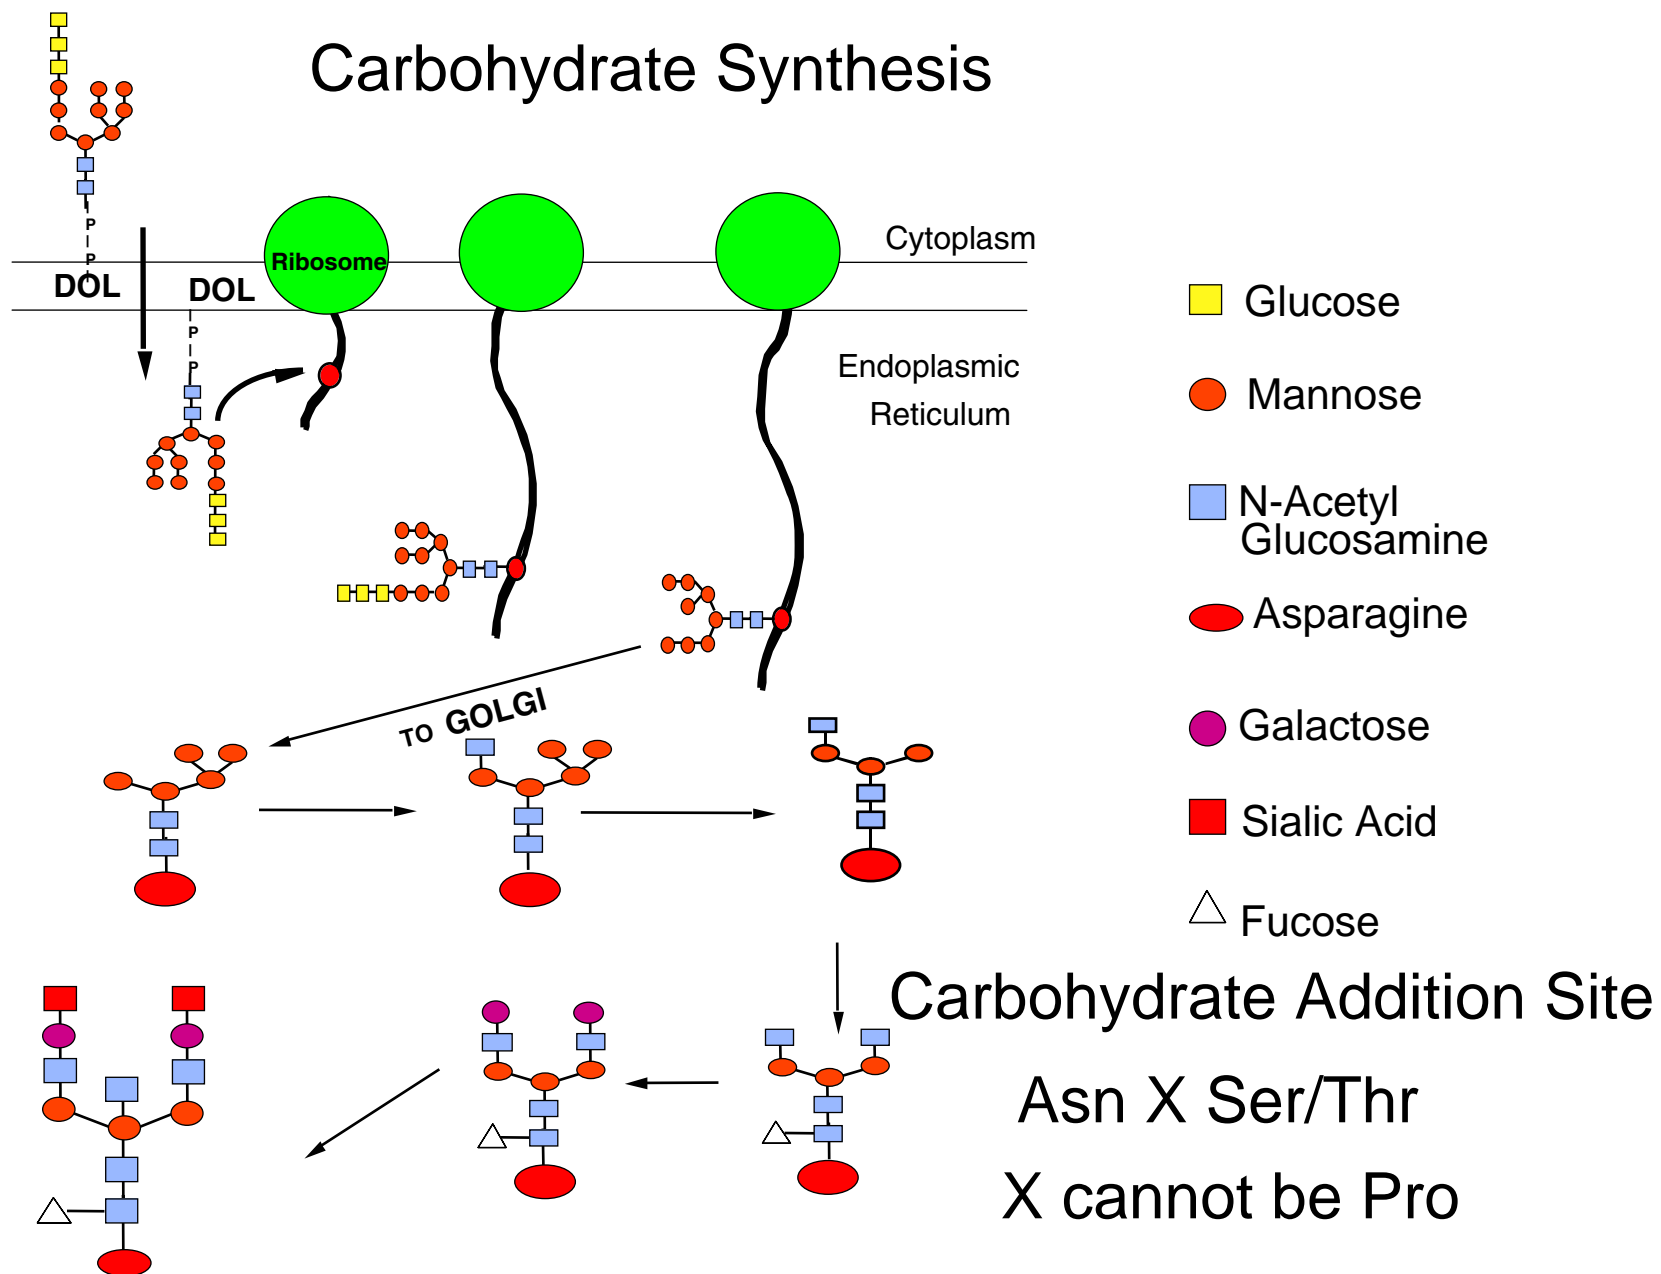 Carbohydrate Synthesis
P
P
DOL
DOL
P
P
Ribosome
Cytoplasm
Endoplasmic
Reticulum
TO GOLGI
Glucose
Mannose
N-Acetyl
Glucosamine
Asparagine
Galactose
Sialic Acid
Fucose
Carbohydrate Addition Site
Asn X Ser/Thr
X cannot be Pro